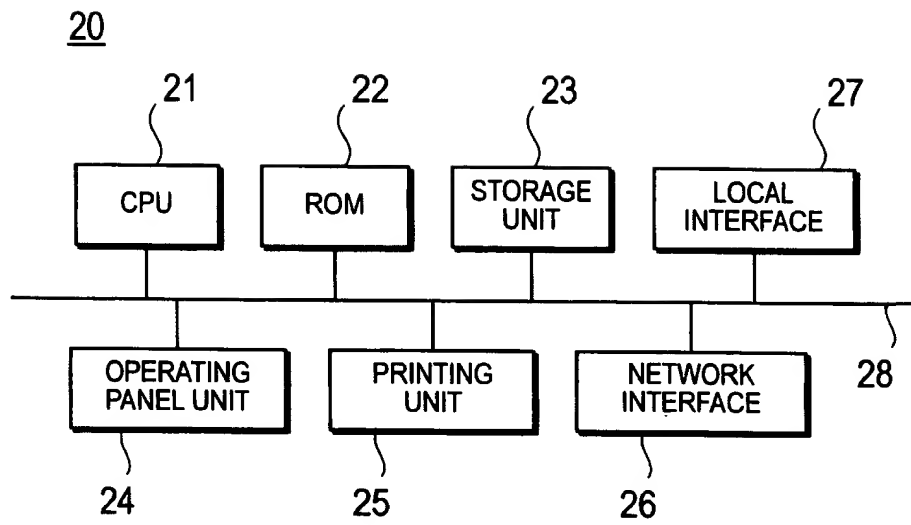 20
21
22
23
27
CPU
ROM
STORAGE
UNIT
LOCAL
INTERFACE
28
OPERATING
PANEL UNIT
PRINTING
UNIT
NETWORK
INTERFACE
24
25
26